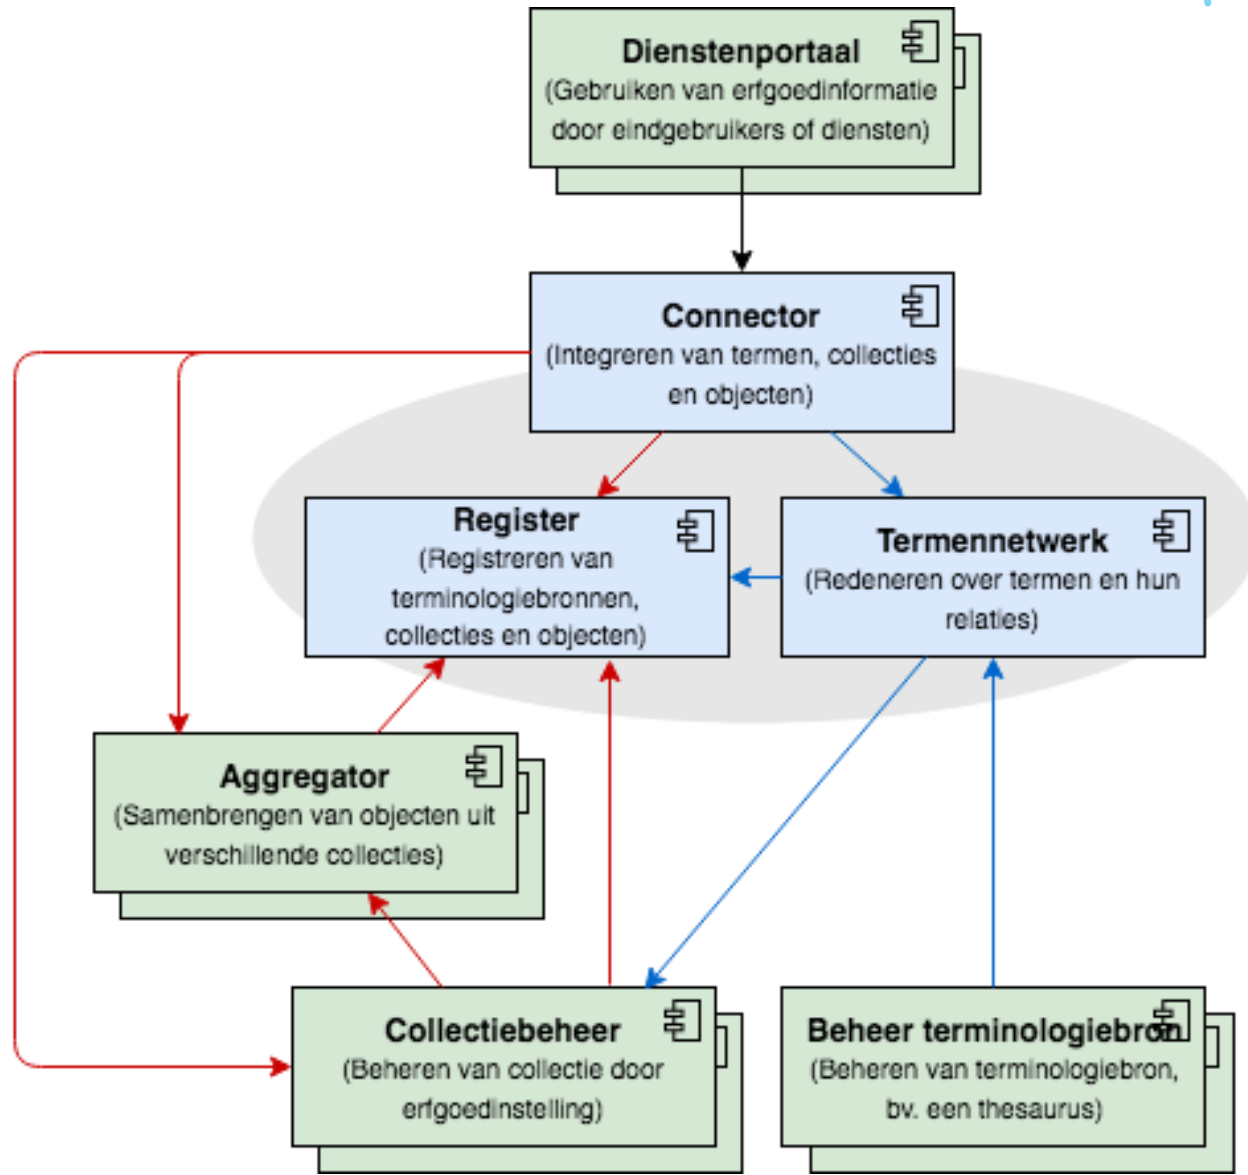 Dienstenportaal
(Gebruiken van erfgoedinformatie
door eindgebruikers of diensten)
Connector
(Integreren van termen, collecties
en objecten)
Register
(Registreren van
terminologiebronnen,
collecties en objecten)
Termennetwerk
(Redeneren over termen en hun
relaties)
Aggregator
(Samenbrengen van objecten uit
verschillende collecties)
Collectiebeheer
(Beheren van collectie door
erfgoedinstelling)
Beheer terminologiebron
(Beheren van terminologiebron,
bv. een thesaurus)